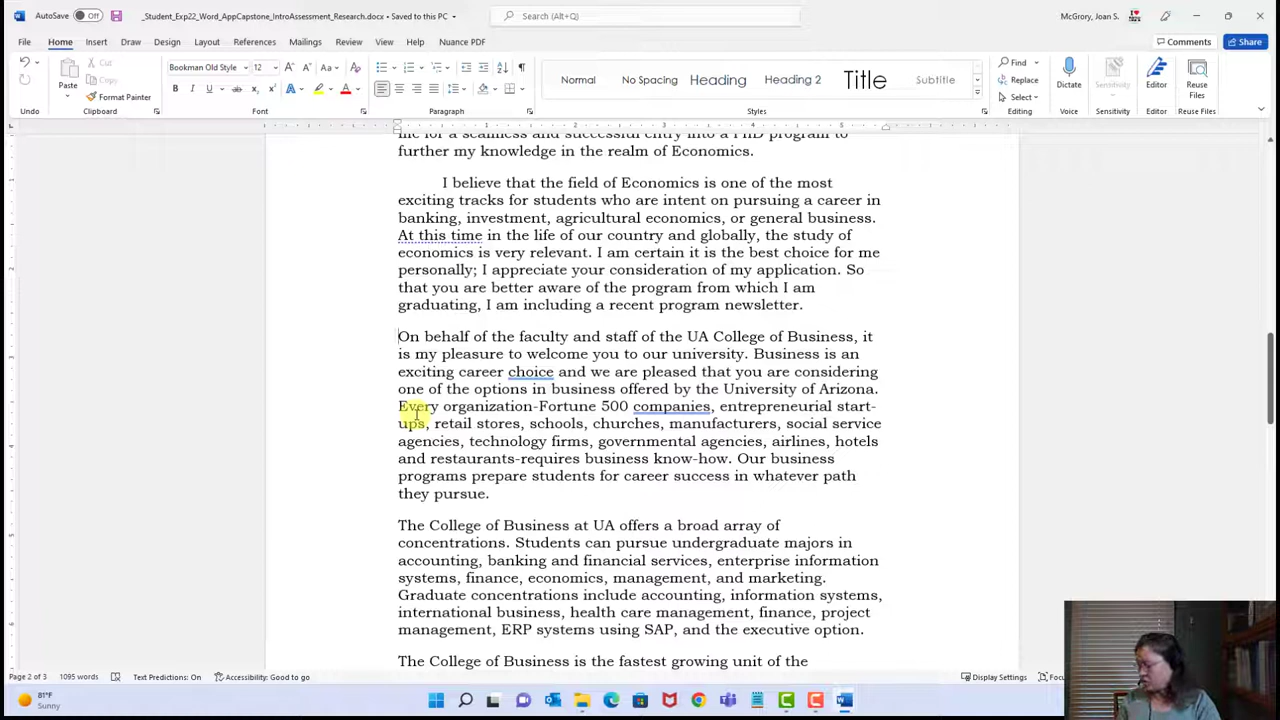 AutoSave Off _Student_Exp22_Word_AppCapstone_IntroAssessment_Research.docx • Saved to this PC Search (Alt+Q) McGrory, Joan S.
File Home Insert Draw Design Layout References Mailings Review View Help Nuance PDF Comments Share
Paste Cut Copy Format Painter
Bookman Old Style 12
Normal No Spacing Heading Heading 2 Title Subtitle
Find Replace Select
Dictate Sensitivity Editor Reuse Files
Undo Clipboard Font Paragraph Styles Editing Voice Sensitivity Editor Reuse Files
me for a seamless and successful entry into a PhD program to
further my knowledge in the realm of Economics.
I believe that the field of Economics is one of the most
exciting tracks for students who are intent on pursuing a career in
banking, investment, agricultural economics, or general business.
At this time in the life of our country and globally, the study of
economics is very relevant. I am certain it is the best choice for me
personally; I appreciate your consideration of my application. So
that you are better aware of the program from which I am
graduating, I am including a recent program newsletter.
On behalf of the faculty and staff of the UA College of Business, it
is my pleasure to welcome you to our university. Business is an
exciting career choice and we are pleased that you are considering
one of the options in business offered by the University of Arizona.
Every organization-Fortune 500 companies, entrepreneurial start-
ups, retail stores, schools, churches, manufacturers, social service
agencies, technology firms, governmental agencies, airlines, hotels
and restaurants-requires business know-how. Our business
programs prepare students for career success in whatever path
they pursue.
The College of Business at UA offers a broad array of
concentrations. Students can pursue undergraduate majors in
accounting, banking and financial services, enterprise information
systems, finance, economics, management, and marketing.
Graduate concentrations include accounting, information systems,
international business, health care management, finance, project
management, ERP systems using SAP, and the executive option.
The College of Business is the fastest growing unit of the
Page 2 of 3 1095 words Text Predictions: On Accessibility: Good to go Display Settings
81°F
Sunny